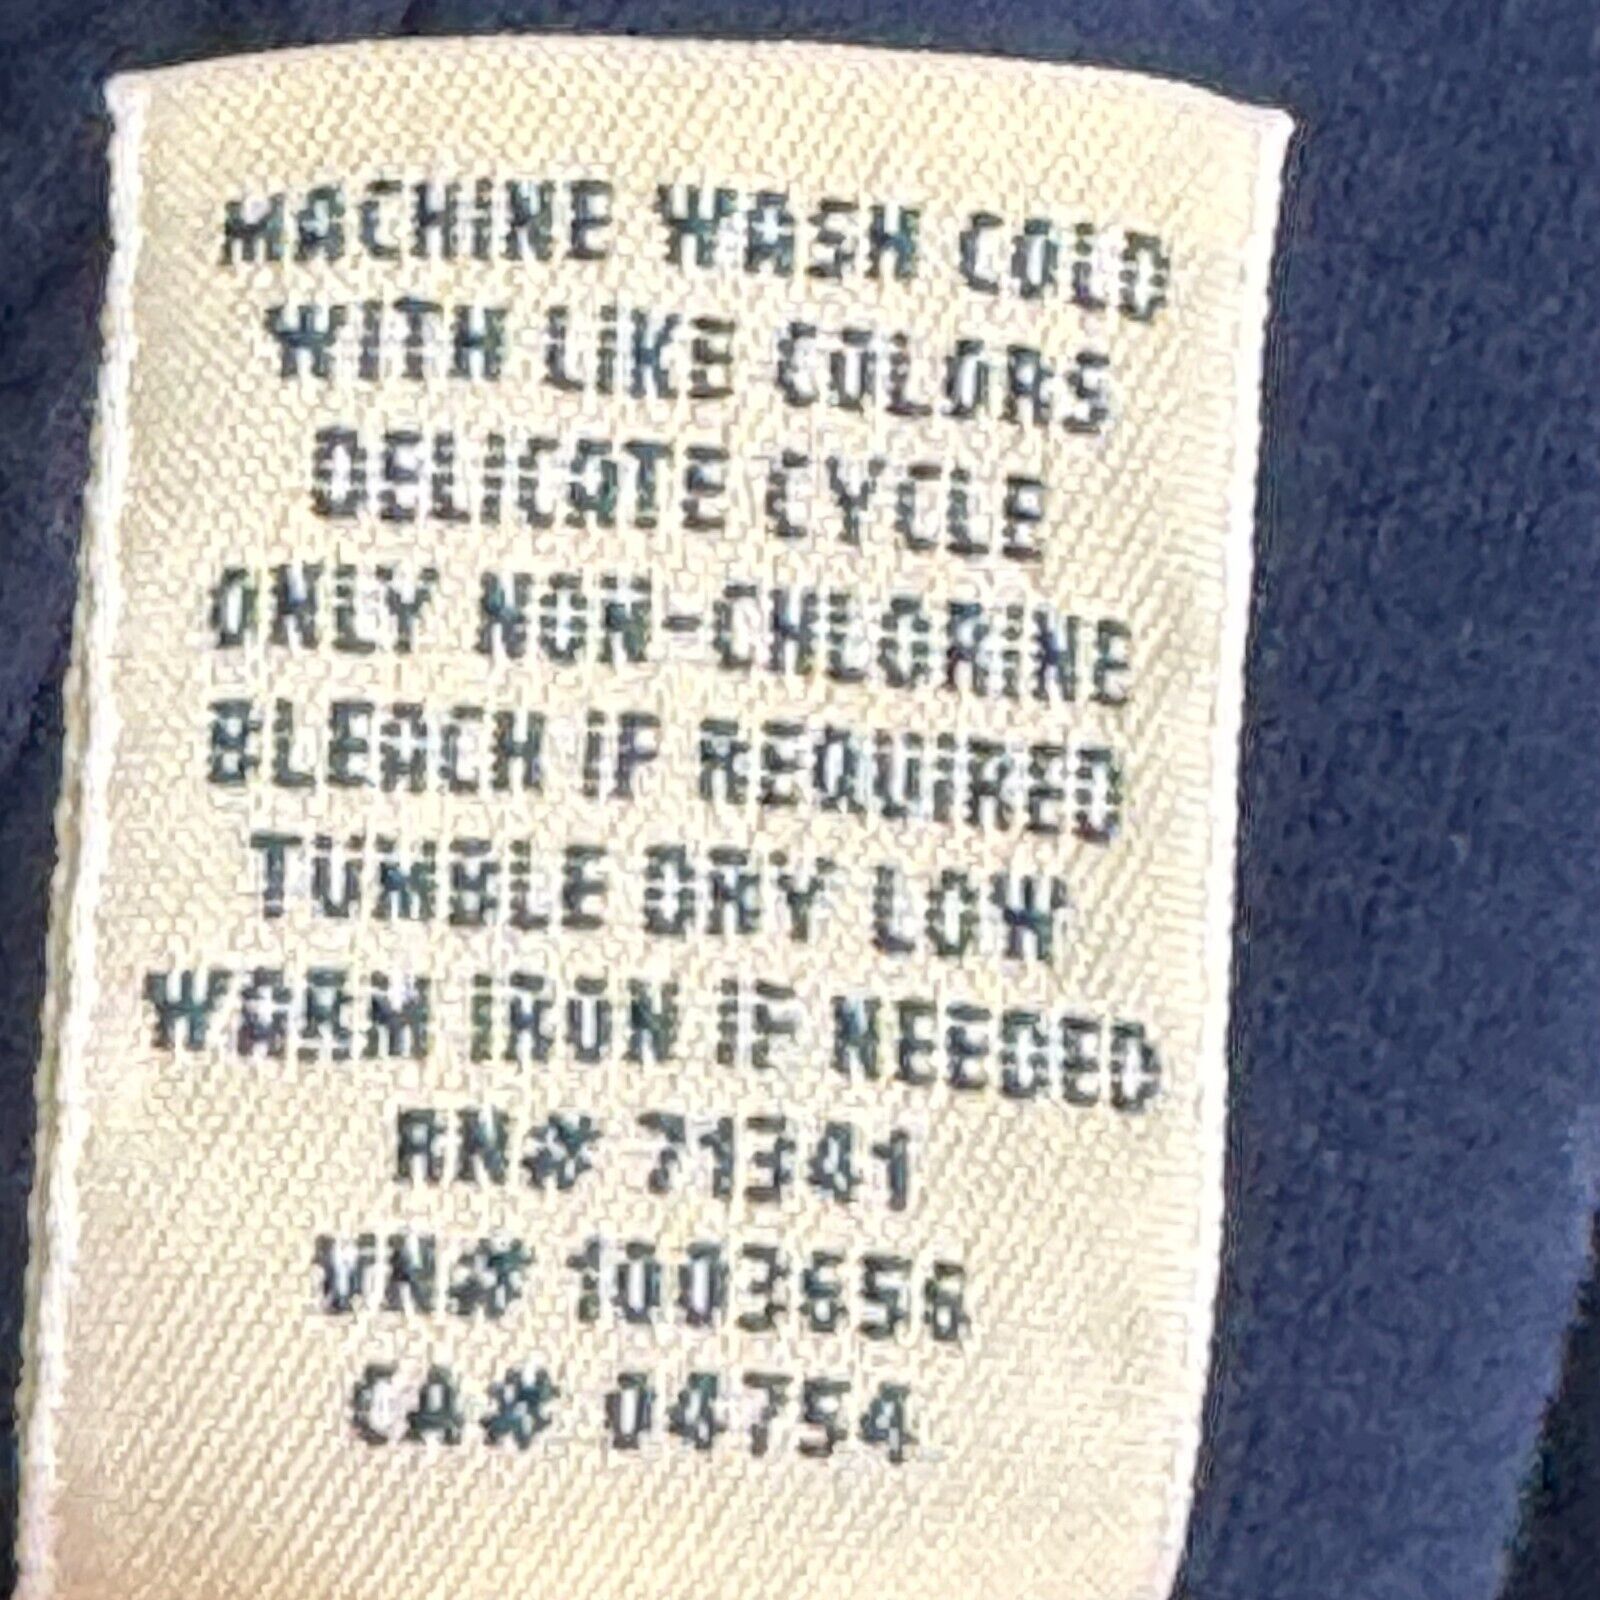 MACHINE WASH COLD
WITH LIKE COLORS
DELICATE CYCLE
ONLY NON-CHLORINE
BLEACH IF REQUIRED
TUMBLE DRY LOW
WARM IRON IF NEEDED
RN# 71341
VN# 1003656
CA# 04754